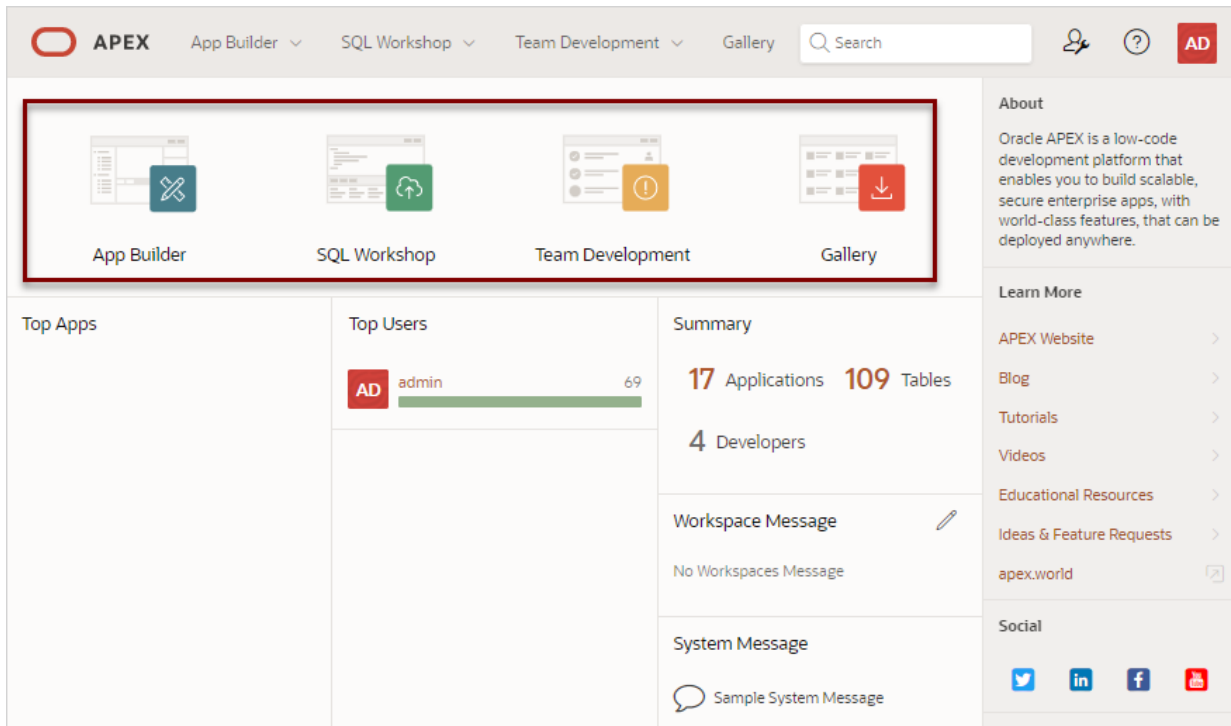 APEX App Builder SQL Workshop Team Development Gallery Search AD
App Builder SQL Workshop Team Development Gallery
Top Apps
Top Users
AD admin 69
Summary
17 Applications 109 Tables
4 Developers
Workspace Message
No Workspaces Message
System Message
Sample System Message
About
Oracle APEX is a low-code
development platform that
enables you to build scalable,
secure enterprise apps, with
world-class features, that can be
deployed anywhere.
Learn More
APEX Website
Blog
Tutorials
Videos
Educational Resources
Ideas & Feature Requests
apex.world
Social